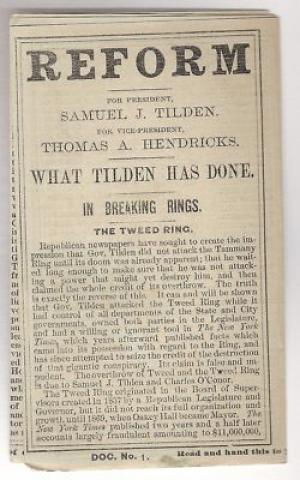 REFORM
FOR PRESIDENT,
SAMUEL J. TILDEN.
FOR VICE-PRESIDENT,
THOMAS A. HENDRICKS.
WHAT TILDEN HAS DONE.
IN BREAKING RINGS.
THE TWEED RING.
Republican newspapers have sought to create the im-
pression that Gov. Tilden did not attack the Tammany
Ring until its doom was already apparent; that he wait-
ed long enough to make sure that he was not attack-
ing a power that might yet destroy him, and then
claimed the whole credit of its overthrow. The truth
is exactly the reverse of this. It can and will be shown
that Gov. Tilden attacked the Tweed Ring while it
had control of all departments of the State and City
governments, owned both parties in the Legislature,
and had a willing or ignorant tool in The New York
Times, which years afterward published facts which
came into its possession with regard to the Ring, and
has since attempted to seize the credit of the destruction
of that gigantic conspiracy. Its claim is false and im-
pudent. The overthrow of Tweed and the Tweed Ring
is due to Samuel J. Tilden and Charles O'Conor.
The Tweed Ring originated in the Board of Super-
visors created in 1857 by a Republican Legislature and
Governor, but it did not reach its full organization and
growth, until 1869, when Oakey Hall became Mayor. The
New York Times published two years and a half later
accounts largely fraudulent amounting to $11,000,000,
DOC. No. 1.
Read and hand this to